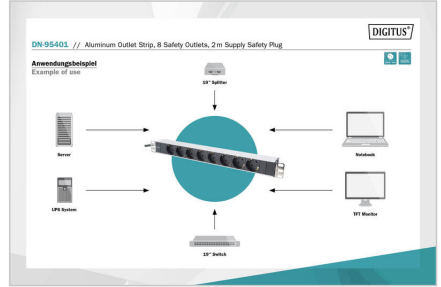 DIGITUS®
DN-95401 // Aluminum Outlet Strip, 8 Safety Outlets, 2 m Supply Safety Plug
Anwendungsbeispiel
Example of use
19" Splitter
Server
Notebook
UPS System
TFT Monitor
19" Switch